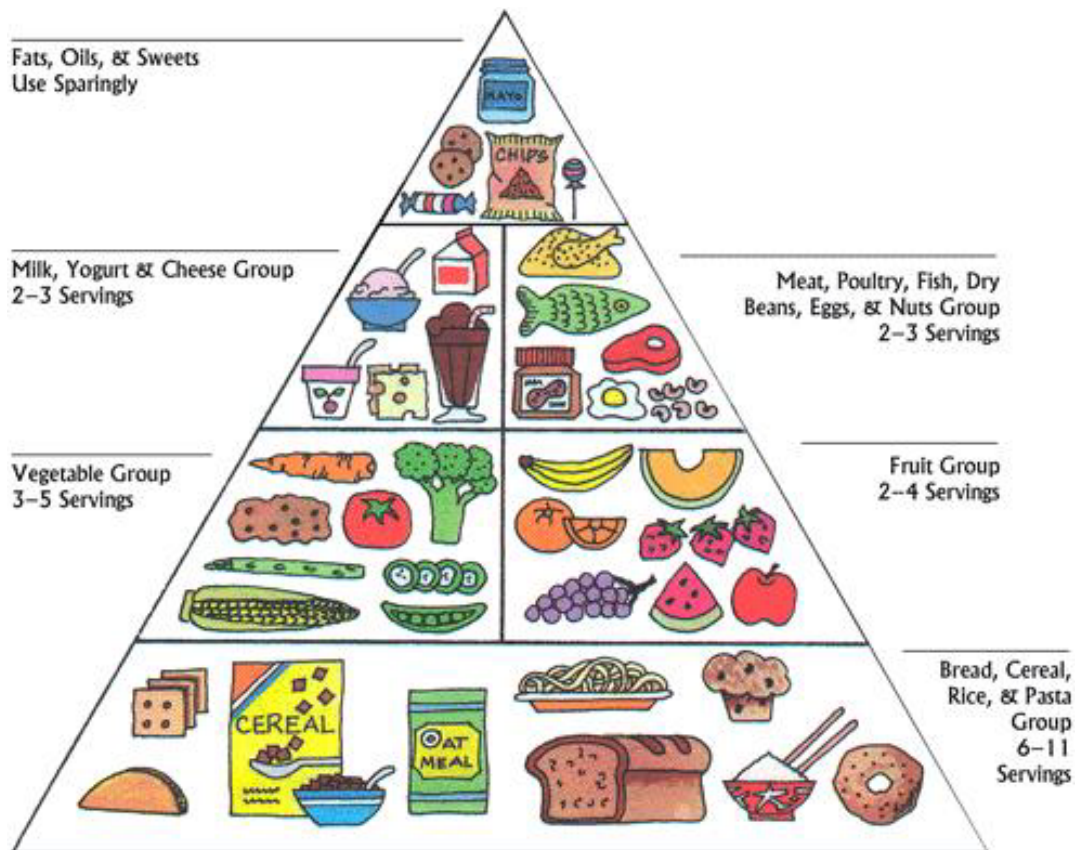 Fats, Oils, & Sweets
Use Sparingly
MAYO
CHIPS
Milk, Yogurt & Cheese Group
2–3 Servings
Meat, Poultry, Fish, Dry
Beans, Eggs, & Nuts Group
2–3 Servings
Vegetable Group
3–5 Servings
Fruit Group
2–4 Servings
Bread, Cereal,
Rice, & Pasta
Group
6–11
Servings
CEREAL
OAT
MEAL